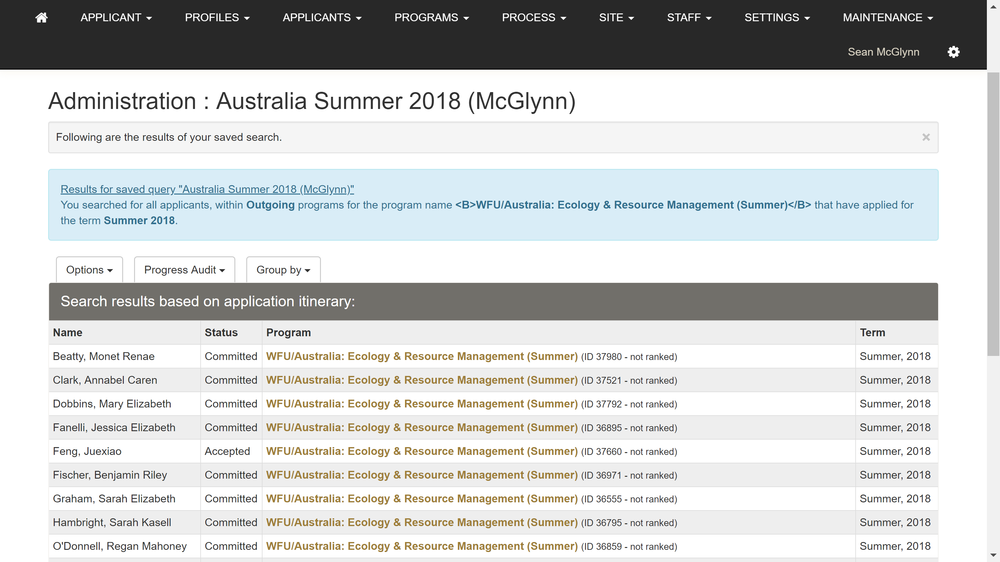 APPLICANT PROFILES APPLICANTS PROGRAMS PROCESS SITE STAFF SETTINGS MAINTENANCE
Sean McGlynn
Administration : Australia Summer 2018 (McGlynn)
Following are the results of your saved search.
×
Results for saved query "Australia Summer 2018 (McGlynn)"
You searched for all applicants, within Outgoing programs for the program name <B>WFU/Australia: Ecology & Resource Management (Summer)</B> that have applied for
the term Summer 2018.
Options Progress Audit Group by
Search results based on application itinerary:
Name Status Program Term
Beatty, Monet Renae Committed WFU/Australia: Ecology & Resource Management (Summer) (ID 37980 - not ranked) Summer, 2018
Clark, Annabel Caren Committed WFU/Australia: Ecology & Resource Management (Summer) (ID 37521 - not ranked) Summer, 2018
Dobbins, Mary Elizabeth Committed WFU/Australia: Ecology & Resource Management (Summer) (ID 37792 - not ranked) Summer, 2018
Fanelli, Jessica Elizabeth Committed WFU/Australia: Ecology & Resource Management (Summer) (ID 36895 - not ranked) Summer, 2018
Feng, Juexiao Accepted WFU/Australia: Ecology & Resource Management (Summer) (ID 37660 - not ranked) Summer, 2018
Fischer, Benjamin Riley Committed WFU/Australia: Ecology & Resource Management (Summer) (ID 36971 - not ranked) Summer, 2018
Graham, Sarah Elizabeth Committed WFU/Australia: Ecology & Resource Management (Summer) (ID 36555 - not ranked) Summer, 2018
Hambright, Sarah Kasell Committed WFU/Australia: Ecology & Resource Management (Summer) (ID 36795 - not ranked) Summer, 2018
O'Donnell, Regan Mahoney Committed WFU/Australia: Ecology & Resource Management (Summer) (ID 36859 - not ranked) Summer, 2018